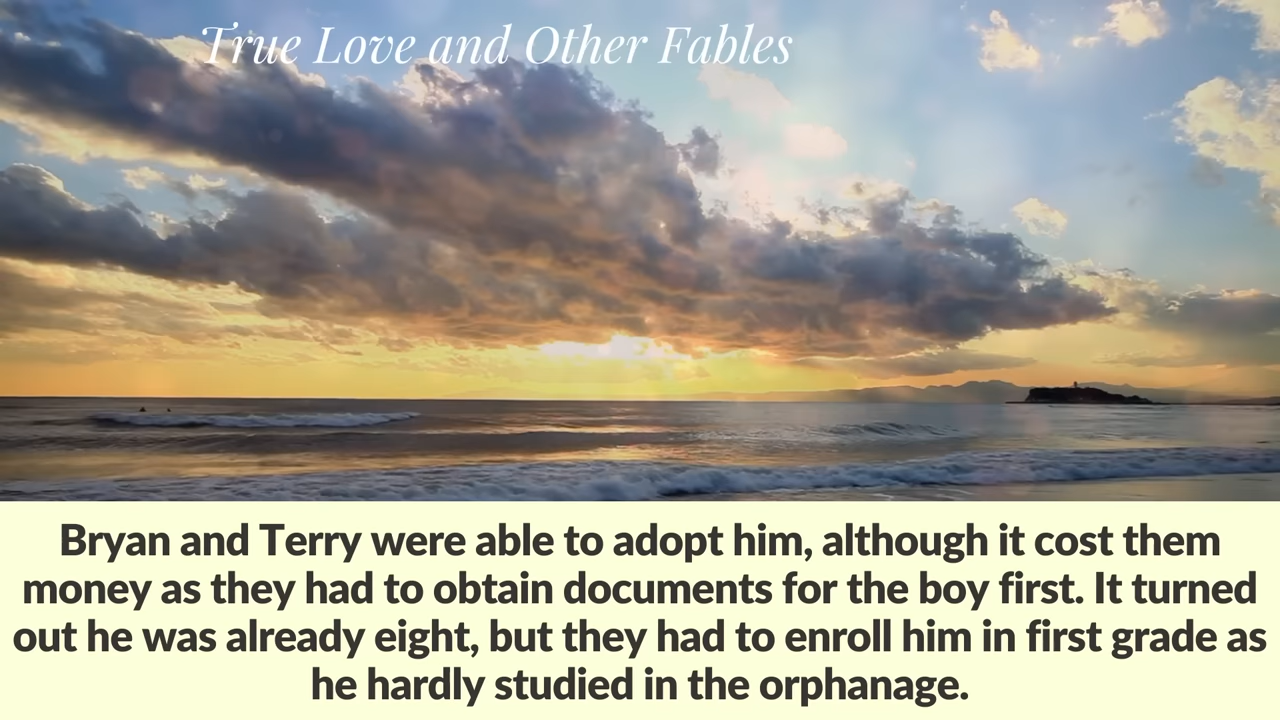 True Love and Other Fables
Bryan and Terry were able to adopt him, although it cost them
money as they had to obtain documents for the boy first. It turned
out he was already eight, but they had to enroll him in first grade as
he hardly studied in the orphanage.